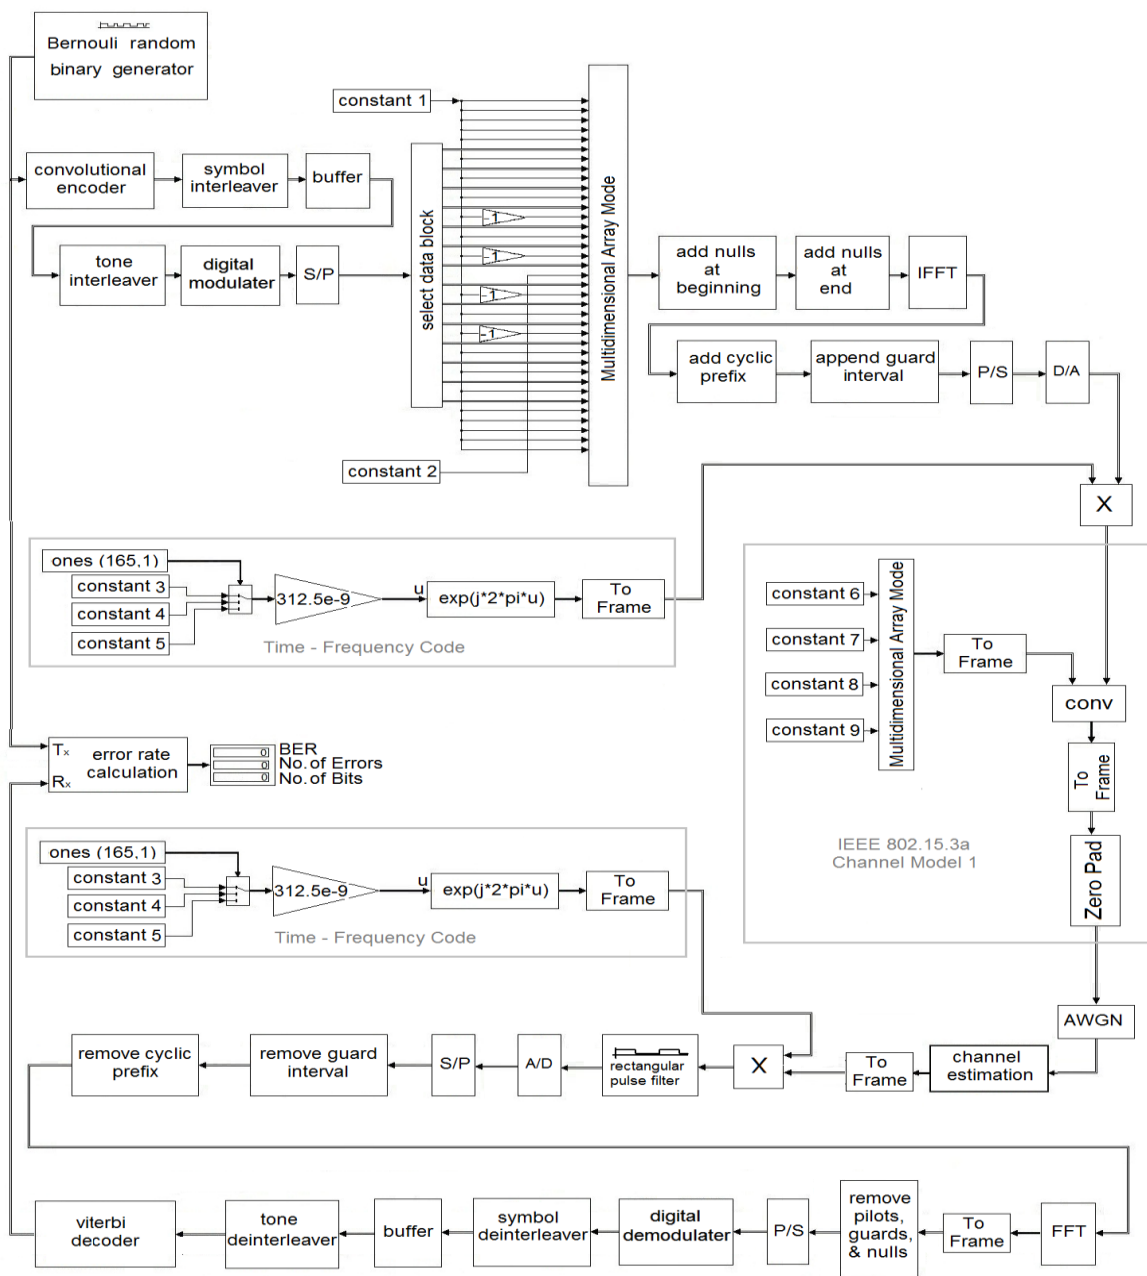 Bernouli random
binary generator
constant 1
convolutional
encoder
symbol
interleaver
buffer
select data block
Multidimensional Array Mode
-1
-1
-1
-1
tone
interleaver
digital
modulater
S/P
add nulls
at
beginning
add nulls
at
end
IFFT
add cyclic
prefix
append guard
interval
P/S
D/A
constant 2
X
ones (165,1)
constant 3
constant 4
constant 5
312.5e-9
u
exp(j*2*pi*u)
To
Frame
Time - Frequency Code
constant 6
constant 7
constant 8
constant 9
Multidimensional Array Mode
To
Frame
conv
To
Frame
Zero Pad
IEEE 802.15.3a
Channel Model 1
Tx
Rx
error rate
calculation
0
0
0
BER
No.of Errors
No.of Bits
ones (165,1)
constant 3
constant 4
constant 5
312.5e-9
u
exp(j*2*pi*u)
To
Frame
Time - Frequency Code
AWGN
remove cyclic
prefix
remove guard
interval
S/P
A/D
rectangular
pulse filter
X
To
Frame
channel
estimation
viterbi
decoder
tone
deinterleaver
buffer
symbol
deinterleaver
digital
demodulater
P/S
remove
pilots,
guards,
& nulls
To
Frame
FFT